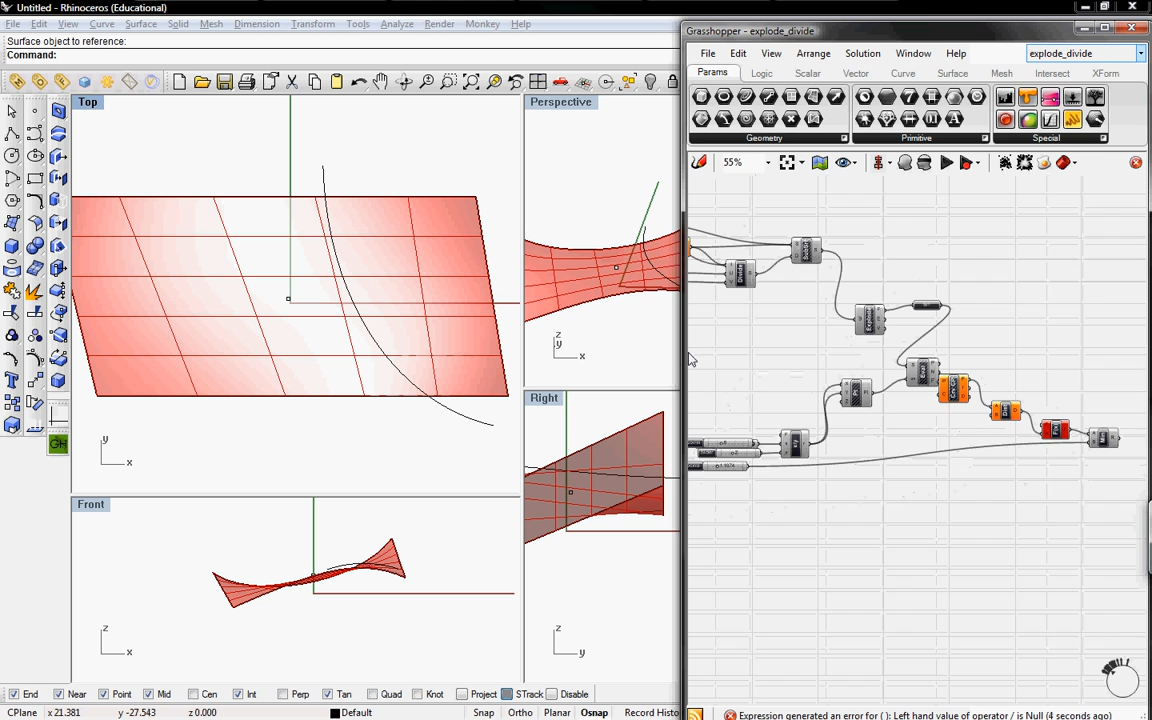 Untitled - Rhinoceros (Educational)
File Edit View Curve Surface Solid Mesh Dimension Transform Tools Analyze Render Monkey Help
Surface object to reference:
Command:
Top
Perspective
Front
Right
y
x
z
y
x
z
x
z
y
GH
End Near Point Mid Cen Int Perp Tan Quad Knot Project STrack Disable
CPlane x 21.381 y -27.543 z 0.000 Default Snap Ortho Planar Osnap Record Histo
Grasshopper - explode_divide
File Edit View Arrange Solution Window Help explode_divide
Params Logic Scalar Vector Curve Surface Mesh Intersect XForm
Geometry Primitive Special
55%
Divide
Expression generated an error for { }: Left hand value of operator / is Null (4 seconds ago)